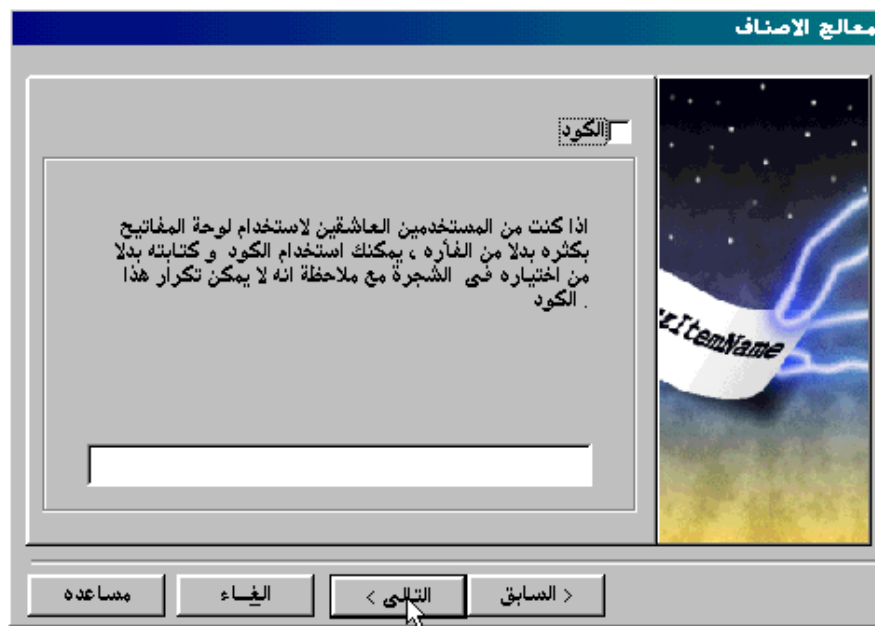 معالج الاصناف
الكود
اذا كنت من المستخدمين العاشقين لاستخدام لوحة المفاتيح
بكثره بدلا من الفأره ، يمكنك استخدام الكود و كتابته بدلا
من اختياره فى الشجرة مع ملاحظة انه لا يمكن تكرار هذا
الكود .
ItemName
< السابق
التالى >
الغاء
مساعده